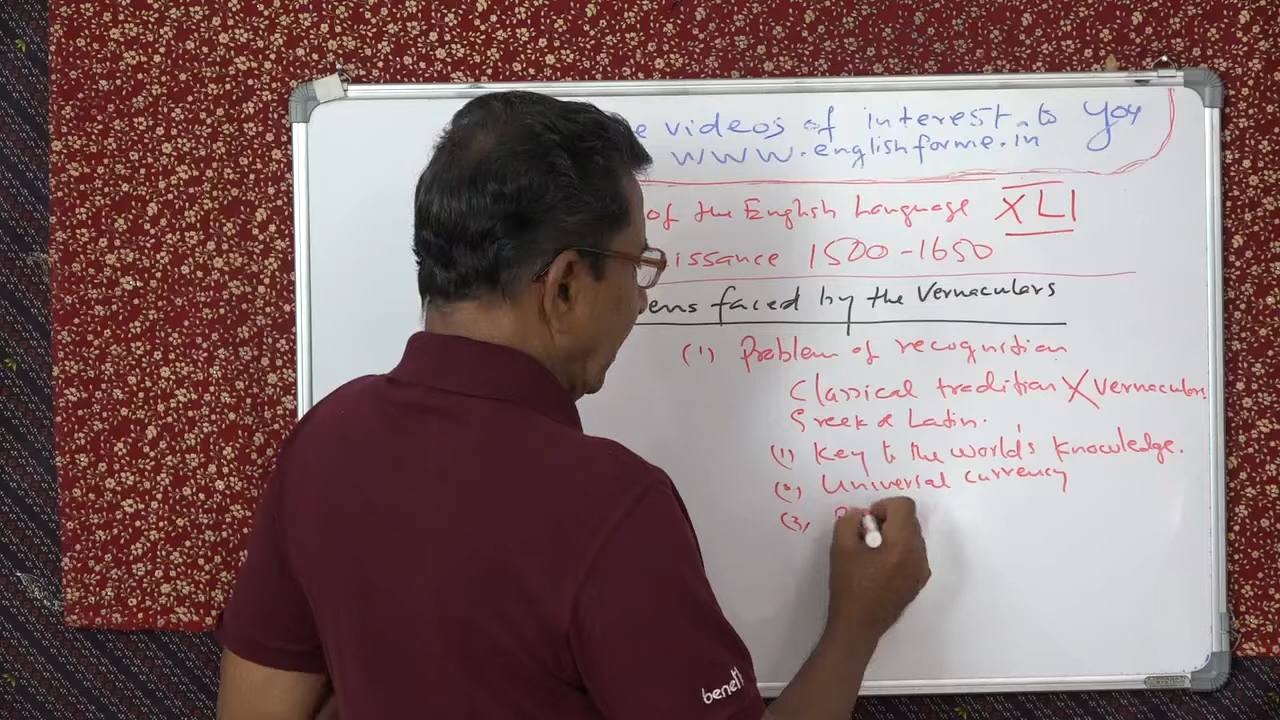 e videos of interest to you
www.englishforme.in
of the English Language XLI
issance 1500-1650
ems faced by the Vernaculars
(1) Problem of recognition
Classical tradition X Vernaculars
Greek & Latin.
(1) Key to the world's knowledge.
(2) Universal currency
(3)